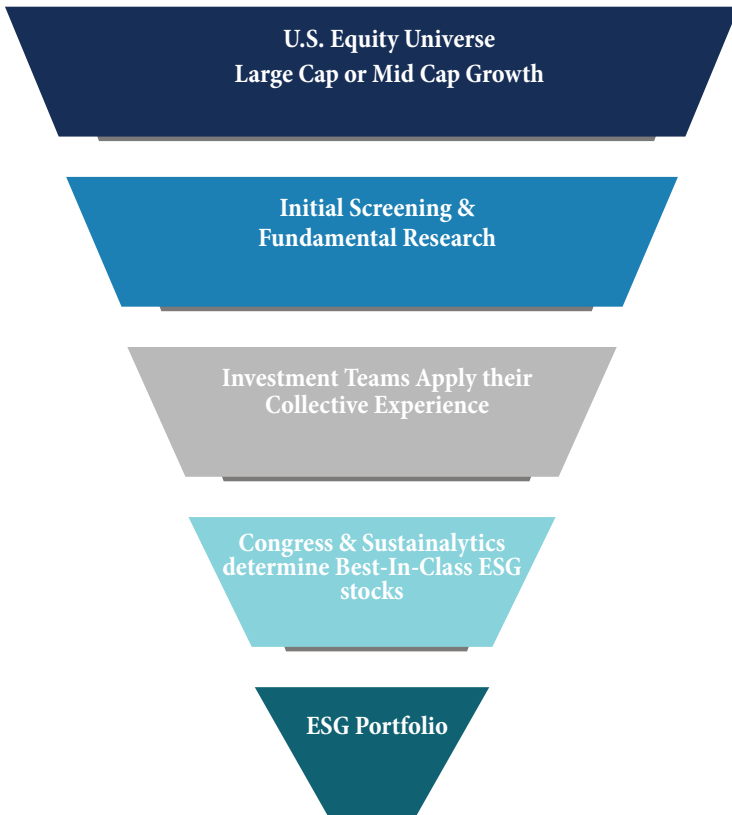 U.S. Equity Universe
Large Cap or Mid Cap Growth
Initial Screening &
Fundamental Research
Investment Teams Apply their
Collective Experience
Congress & Sustainalytics
determine Best-In-Class ESG
stocks
ESG Portfolio